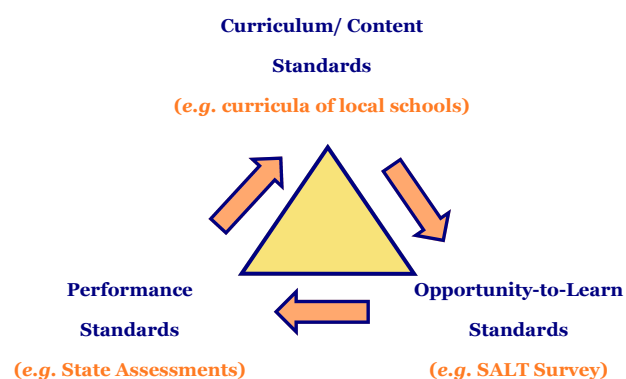 Curriculum/ Content
Standards
(e.g. curricula of local schools)
Performance
Standards
(e.g. State Assessments)
Opportunity-to-Learn
Standards
(e.g. SALT Survey)